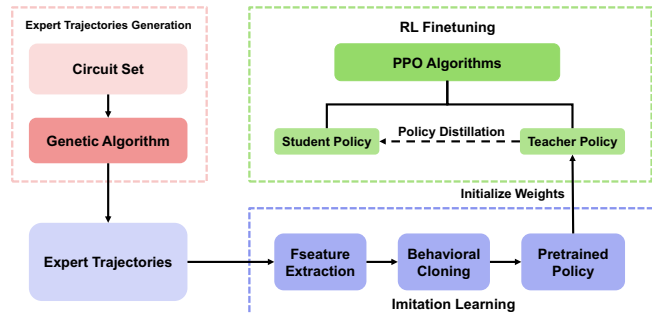 Expert Trajectories Generation
Circuit Set
Genetic Algorithm
Expert Trajectories
RL Finetuning
PPO Algorithms
Student Policy
Policy Distillation
Teacher Policy
Initialize Weights
Fseature
Extraction
Behavioral
Cloning
Pretrained
Policy
Imitation Learning